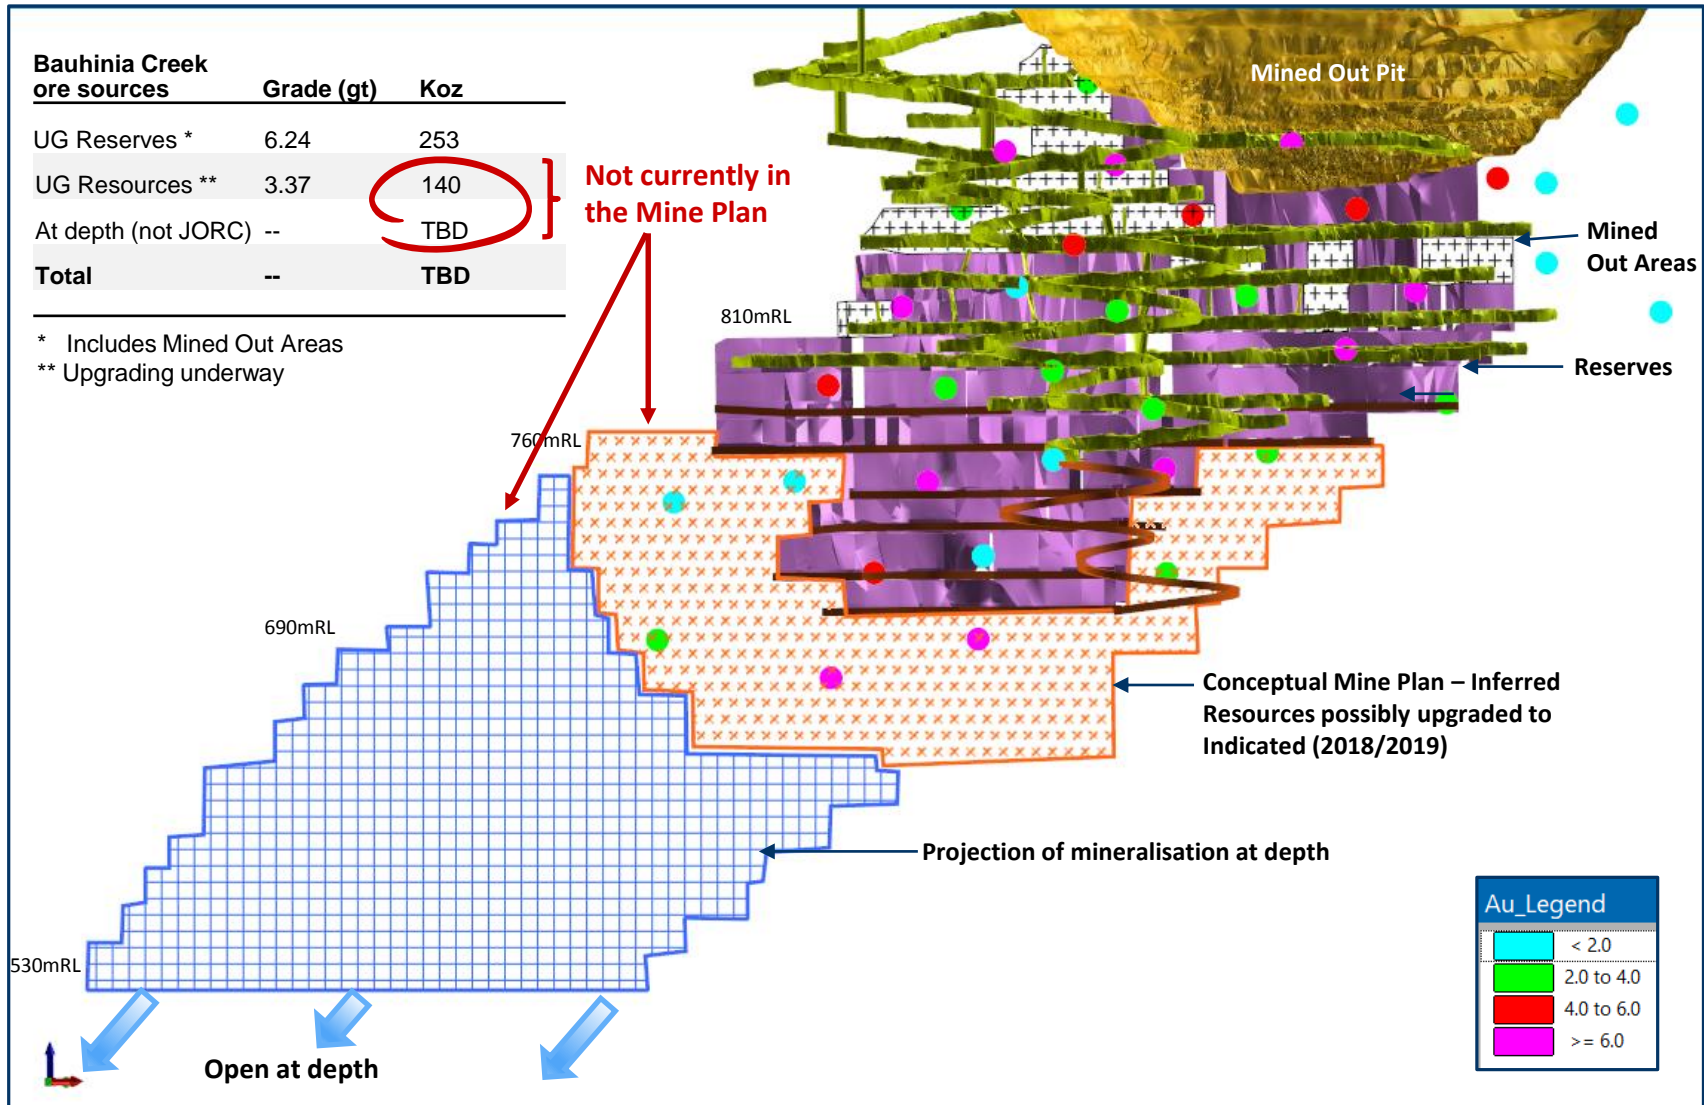 Bauhinia Creek
ore sources Grade (gt) Koz
UG Reserves * 6.24 253
UG Resources ** 3.37 140
At depth (not JORC) -- TBD
Total -- TBD
* Includes Mined Out Areas
** Upgrading underway
Not currently in
the Mine Plan
Mined Out Pit
Mined
Out Areas
810mRL
Reserves
760mRL
690mRL
Conceptual Mine Plan – Inferred
Resources possibly upgraded to
Indicated (2018/2019)
Projection of mineralisation at depth
530mRL
Open at depth
Au_Legend
< 2.0
2.0 to 4.0
4.0 to 6.0
>= 6.0